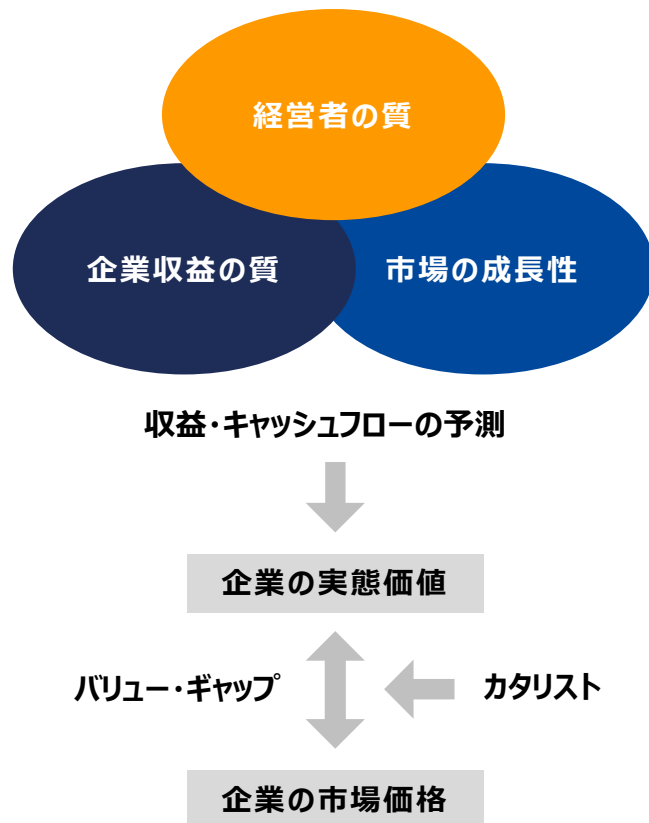 経営者の質
企業収益の質
市場の成長性
収益・キャッシュフローの予測
企業の実態価値
バリュー・ギャップ
カタリスト
企業の市場価格